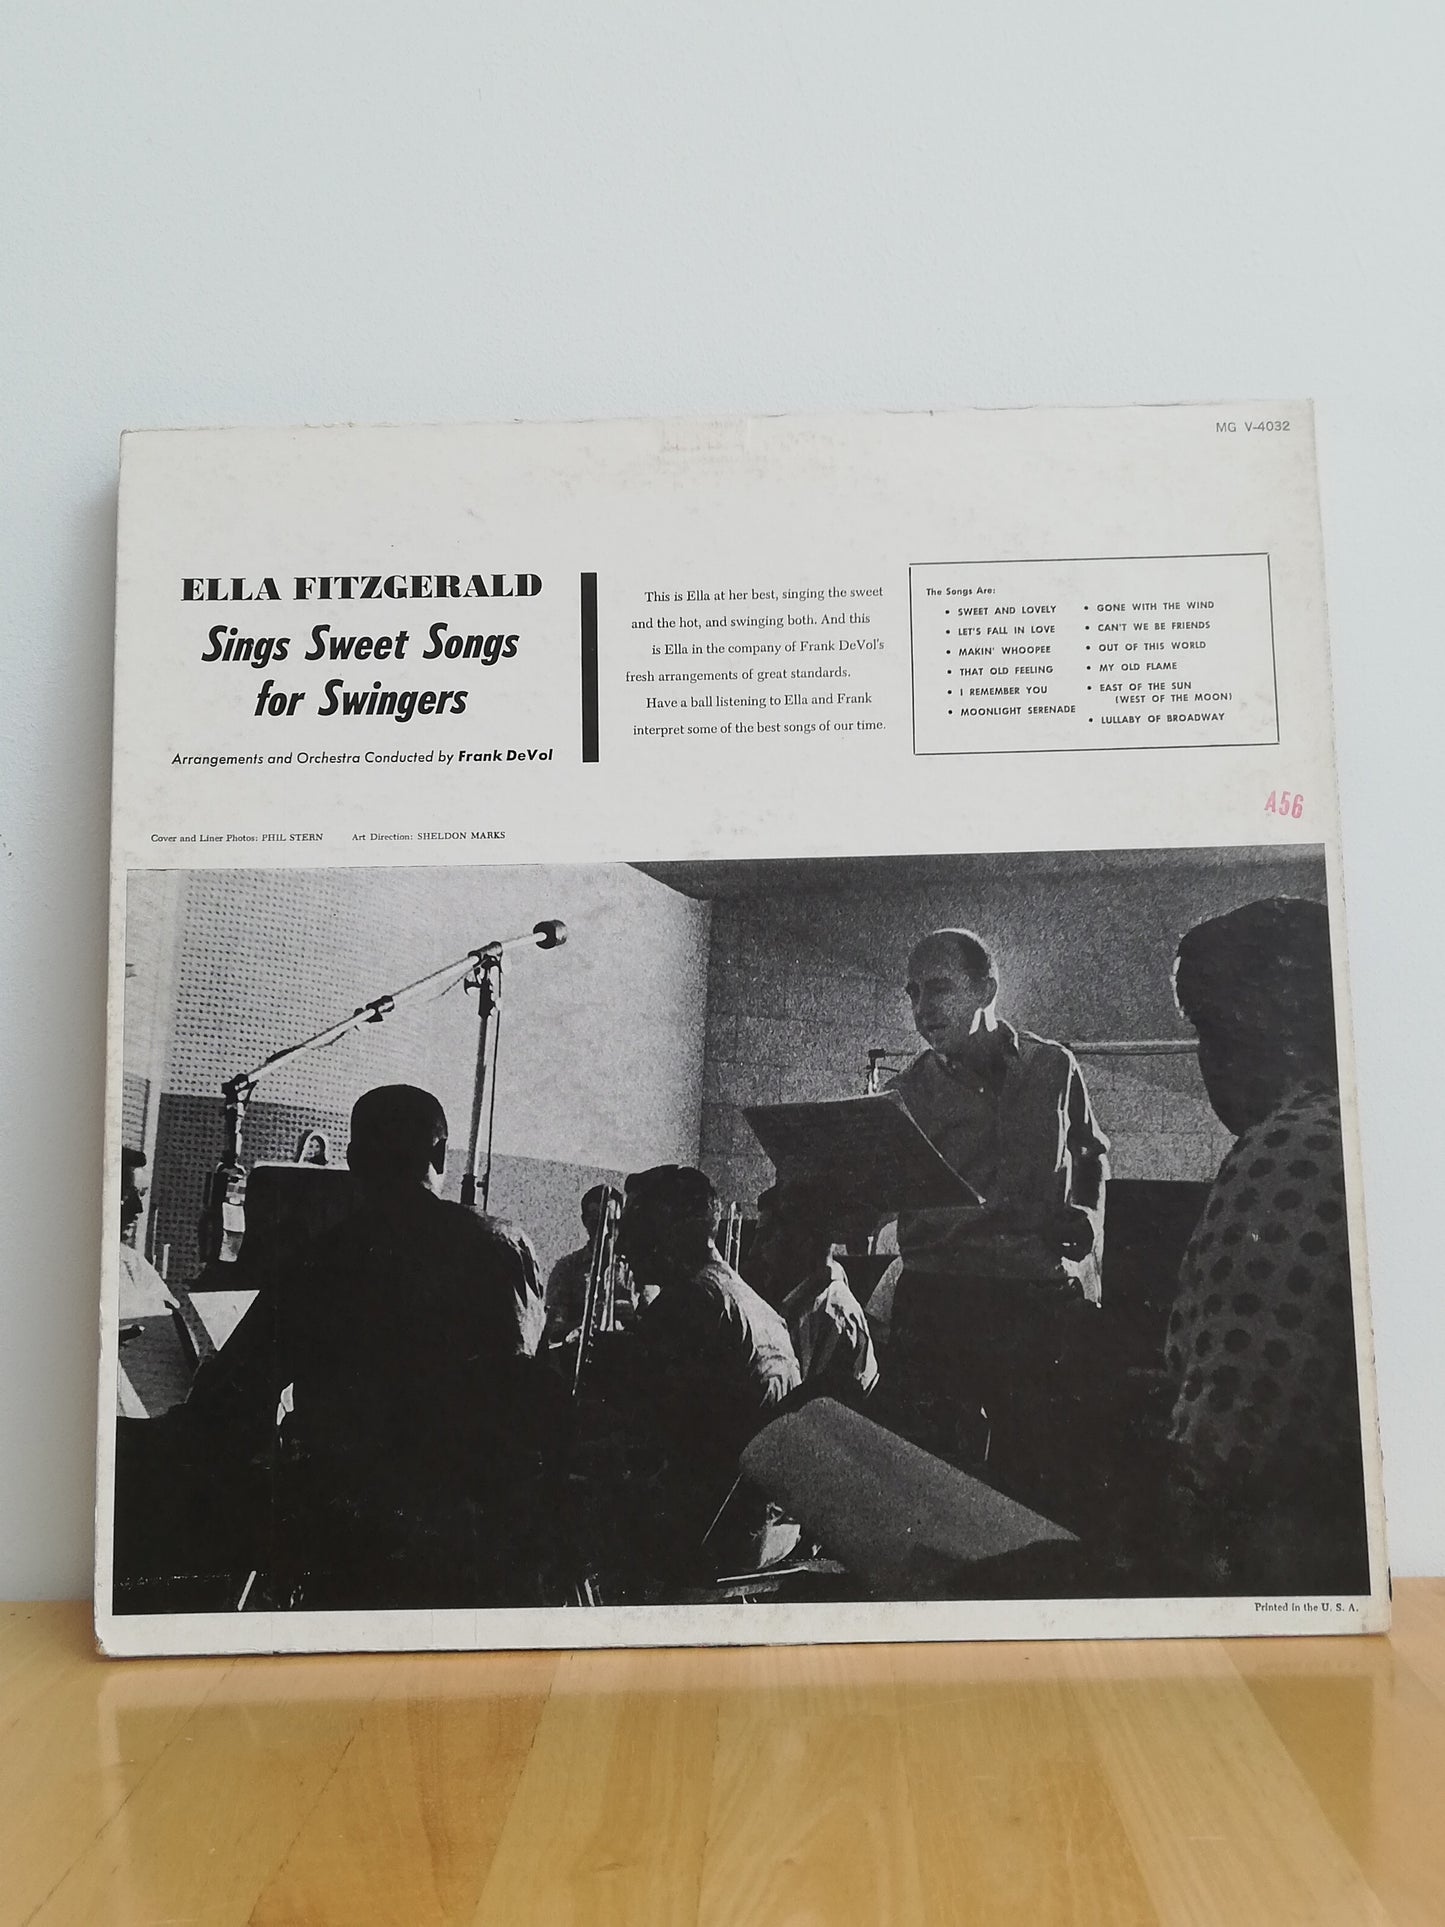 MG V-4032
ELLA FITZGERALD
Sings Sweet Songs
for Swingers
Arrangements and Orchestra Conducted by Frank DeVol
This is Ella at her best, singing the sweet
and the hot, and swinging both. And this
is Ella in the company of Frank DeVol's
fresh arrangements of great standards.
Have a ball listening to Ella and Frank
interpret some of the best songs of our time.
The Songs Are:
• SWEET AND LOVELY
• LET'S FALL IN LOVE
• MAKIN' WHOOPEE
• THAT OLD FEELING
• I REMEMBER YOU
• MOONLIGHT SERENADE
• GONE WITH THE WIND
• CAN'T WE BE FRIENDS
• OUT OF THIS WORLD
• MY OLD FLAME
• EAST OF THE SUN
(WEST OF THE MOON)
• LULLABY OF BROADWAY
A56
Cover and Liner Photos: PHIL STERN Art Direction: SHELDON MARKS
Printed in the U. S. A.